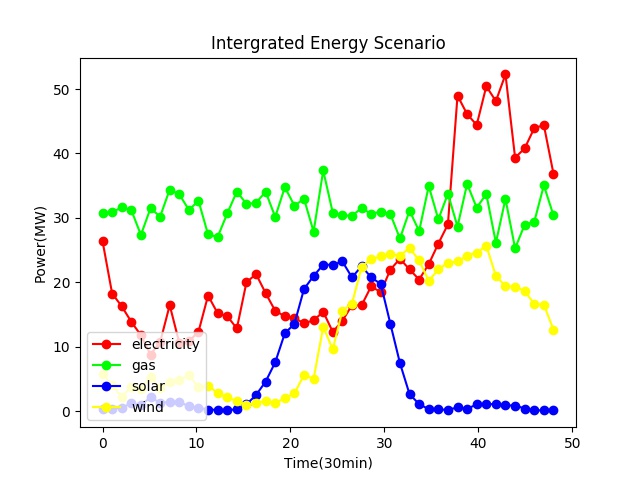 Intergrated Energy Scenario
Power(MW)
50
40
30
20
10
0
electricity
gas
solar
wind
0 10 20 30 40 50
Time(30min)